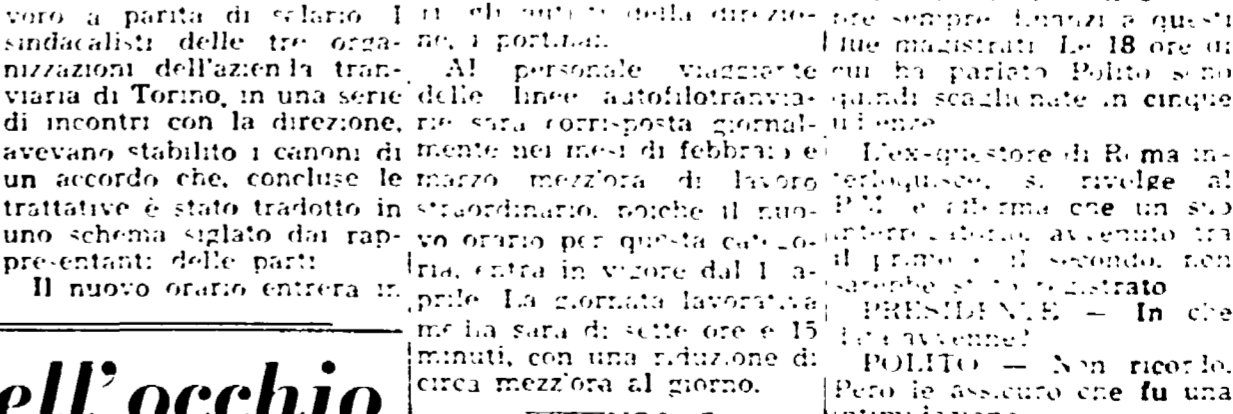 voro a parità di salario I
sindacalisti delle tre orga-
nizzazioni dell'azienda tran-
viaria di Torino, in una serie
di incontri con la direzione,
avevano stabilito i canoni di
un accordo che, concluse le
trattative è stato tradotto in
uno schema siglato dai rap-
presentanti delle parti
Il nuovo orario entrerà in
ell'occhio
della direzio-
ne, i portinai.
Al personale viaggiante
delle linee autofilotranvia-
rie sarà corrisposta giornal-
mente nei mesi di febbraio e
marzo mezz'ora di lavoro
straordinario, poiché il nuo-
vo orario per questa catego-
ria, entra in vigore dal 1 a-
prile La giornata lavorativa
media sarà di sette ore e 15
minuti, con una riduzione di
circa mezz'ora al giorno.
ore sempre dinanzi a questi
due magistrati Le 18 ore di
cui ha parlato Polito sono
quindi scaglionate in cinque
udienze
L'ex-questore di Roma in-
terloquisce, si rivolge al
P.M. e afferma che un suo
interrogatorio, avvenuto tra
il primo e il secondo, non
sarebbe stato registrato
PRESIDENTE — In che
data avvenne?
POLITO — Non ricordo.
Però le assicuro che fu una